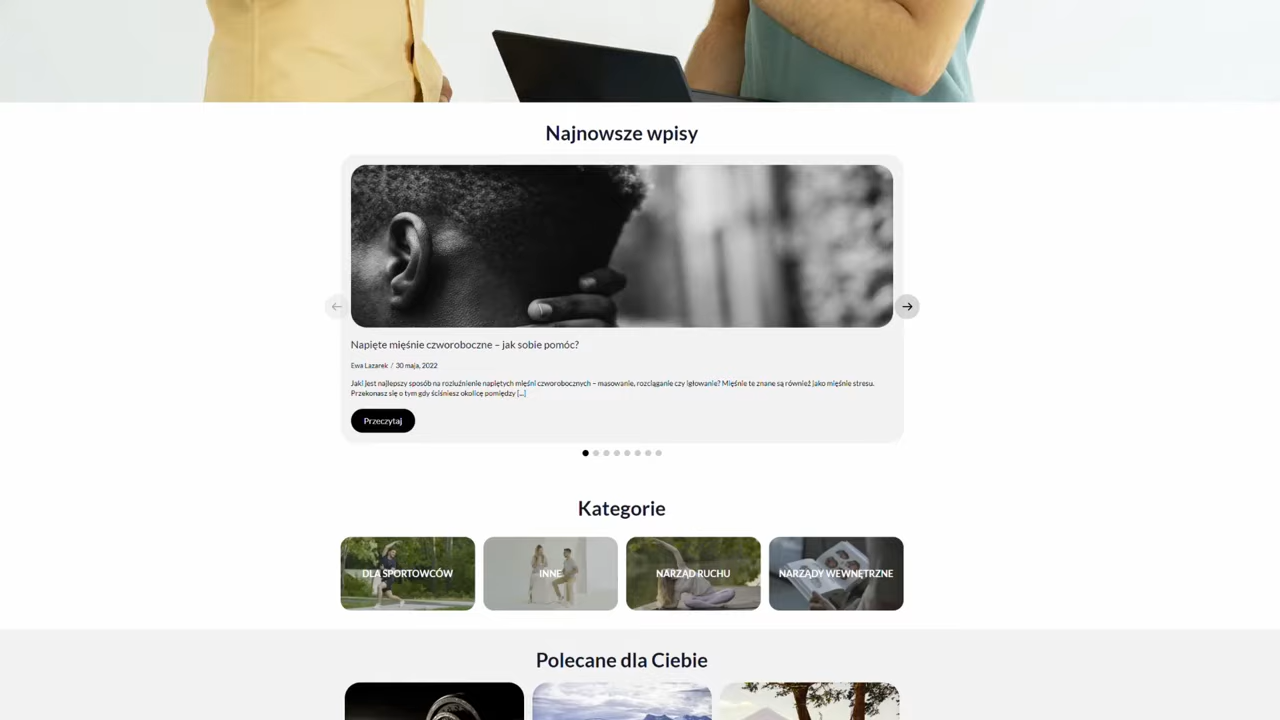 Najnowsze wpisy
Napięte mięśnie czworoboczne – jak sobie pomóc?
Ewa Lazarek / 30 maja, 2022
Jaki jest najlepszy sposób na rozluźnienie napiętych mięśni czworobocznych – masowanie, rozciąganie czy igłowanie? Mięśnie te znane są również jako mięśnie stresu.
Przekonasz się o tym gdy ściśniesz okolicę pomiędzy [...]
Przeczytaj
Kategorie
DLA SPORTOWCÓW
INNE
NARZĄD RUCHU
NARZĄDY WEWNĘTRZNE
Polecane dla Ciebie